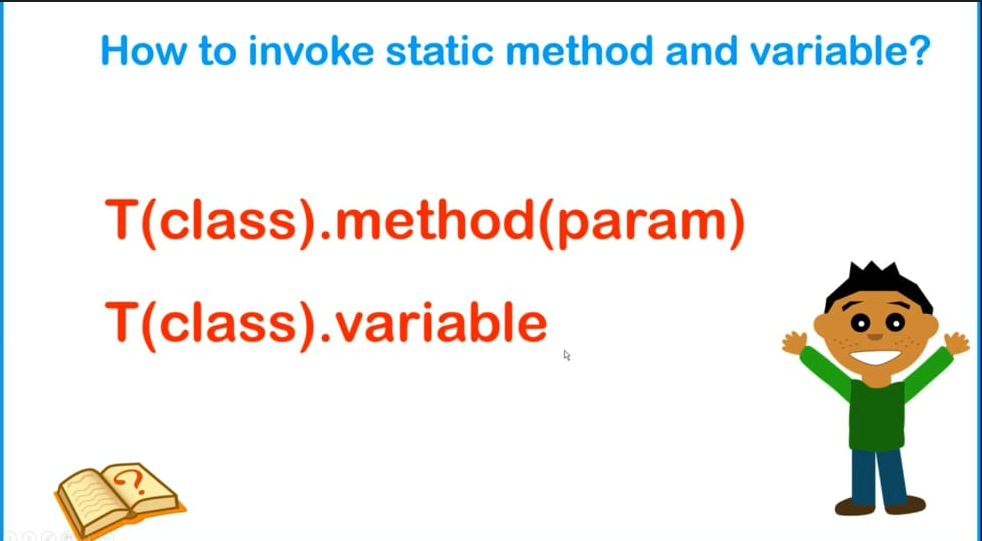 How to invoke static method and variable?
T(class).method(param)
T(class).variable
?